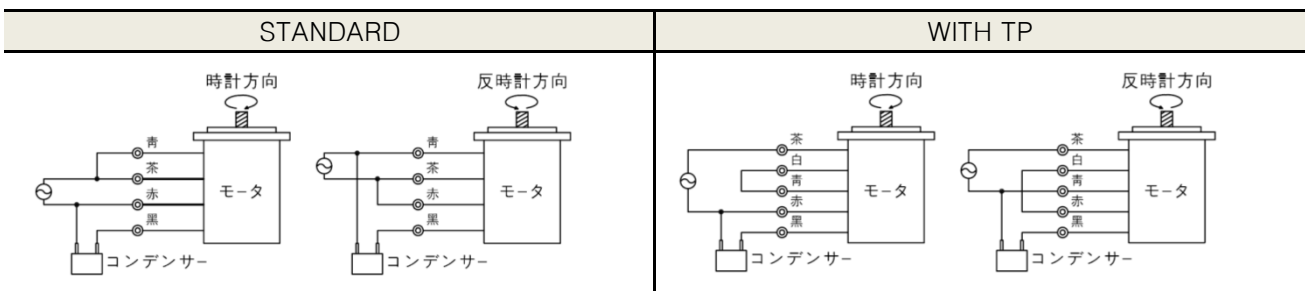 STANDARD
WITH TP
時計方向
青
茶
赤
黒
モータ
コンデンサー
反時計方向
青
茶
赤
黒
モータ
コンデンサー
時計方向
茶
白
青
赤
黒
モータ
コンデンサー
反時計方向
茶
白
青
赤
黒
モータ
コンデンサー